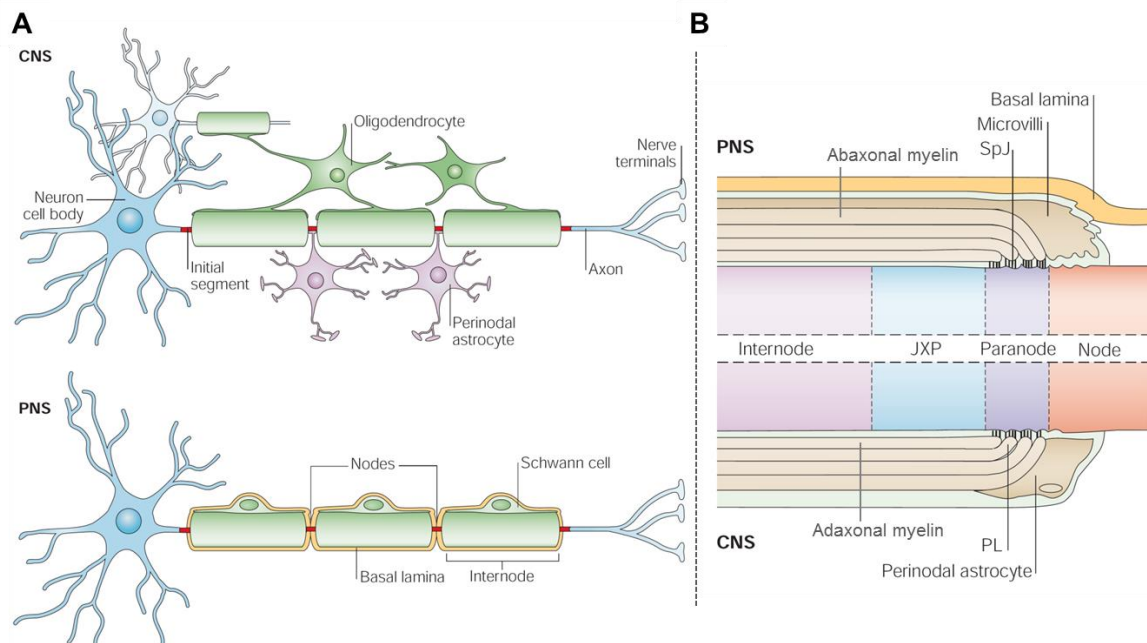 A
CNS
Oligodendrocyte
Nerve
terminals
Neuron
cell body
Initial
segment
Axon
Perinodal
astrocyte
PNS
Nodes
Schwann cell
Basal lamina
Internode
B
Basal lamina
Microvilli
PNS
SpJ
Abaxonal myelin
Internode
JXP
Paranode
Node
Adaxonal myelin
CNS
PL
Perinodal astrocyte